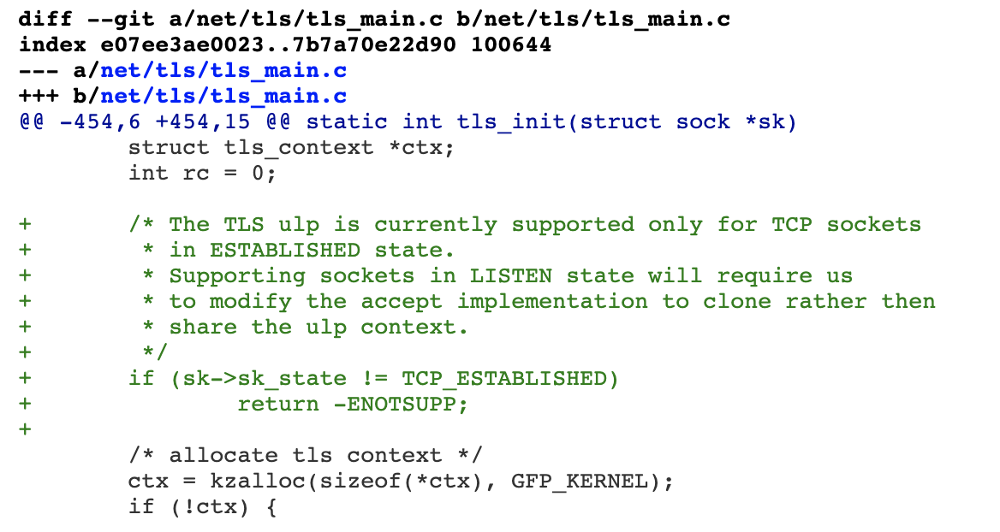 diff --git a/net/tls/tls_main.c b/net/tls/tls_main.c
index e07ee3ae0023..7b7a70e22d90 100644
--- a/net/tls/tls_main.c
+++ b/net/tls/tls_main.c
@@ -454,6 +454,15 @@ static int tls_init(struct sock *sk)
        struct tls_context *ctx;
        int rc = 0;

+       /* The TLS ulp is currently supported only for TCP sockets
+        * in ESTABLISHED state.
+        * Supporting sockets in LISTEN state will require us
+        * to modify the accept implementation to clone rather then
+        * share the ulp context.
+        */
+       if (sk->sk_state != TCP_ESTABLISHED)
+               return -ENOTSUPP;
+
        /* allocate tls context */
        ctx = kzalloc(sizeof(*ctx), GFP_KERNEL);
        if (!ctx) {